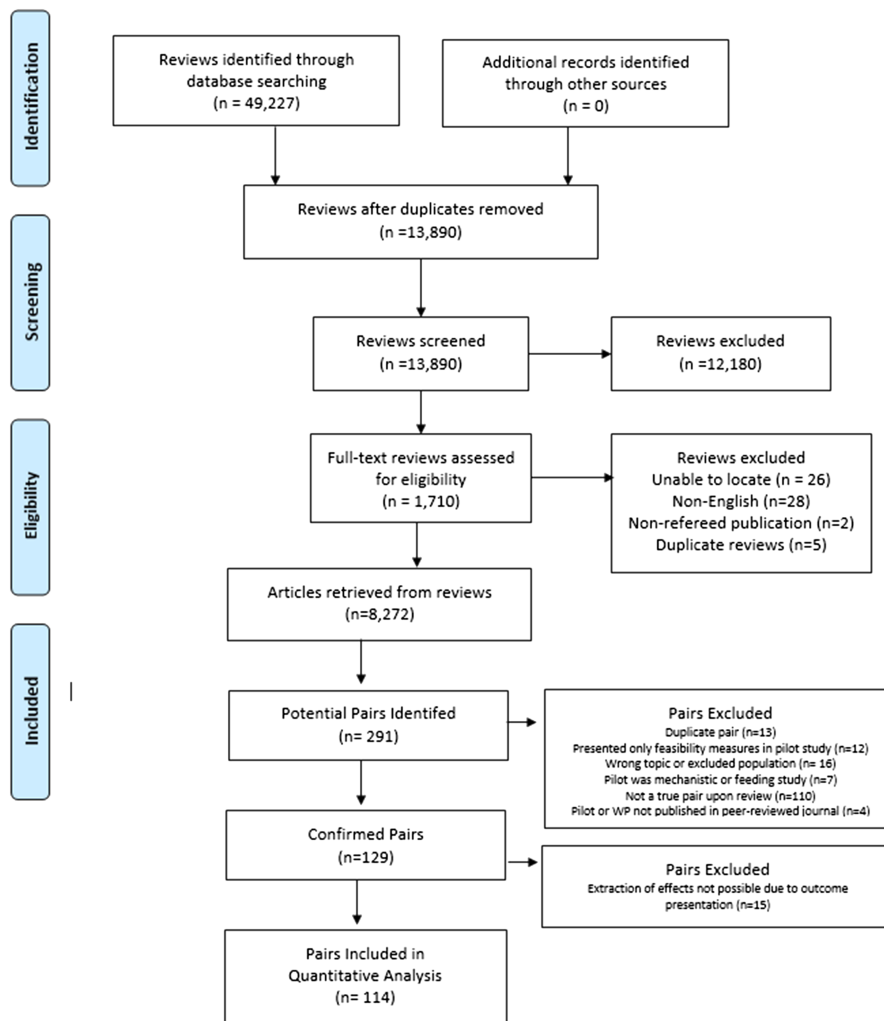 Identification
Reviews identified through
database searching
(n = 49,227)
Additional records identified
through other sources
(n = 0)
Reviews after duplicates removed
(n =13,890)
Screening
Reviews screened
(n =13,890)
Reviews excluded
(n =12,180)
Eligibility
Full-text reviews assessed
for eligibility
(n = 1,710)
Reviews excluded
Unable to locate (n = 26)
Non-English (n=28)
Non-refereed publication (n=2)
Duplicate reviews (n=5)
Articles retrieved from reviews
(n=8,272)
Included
Potential Pairs Identifed
(n= 291)
Pairs Excluded
Duplicate pair (n=13)
Presented only feasibility measures in pilot study (n=12)
Wrong topic or excluded population (n= 16)
Pilot was mechanistic or feeding study (n=7)
Not a true pair upon review (n=110)
Pilot or WP not published in peer-reviewed journal (n=4)
Confirmed Pairs
(n=129)
Pairs Excluded
Extraction of effects not possible due to outcome
presentation (n=15)
Pairs Included in
Quantitative Analysis
(n= 114)